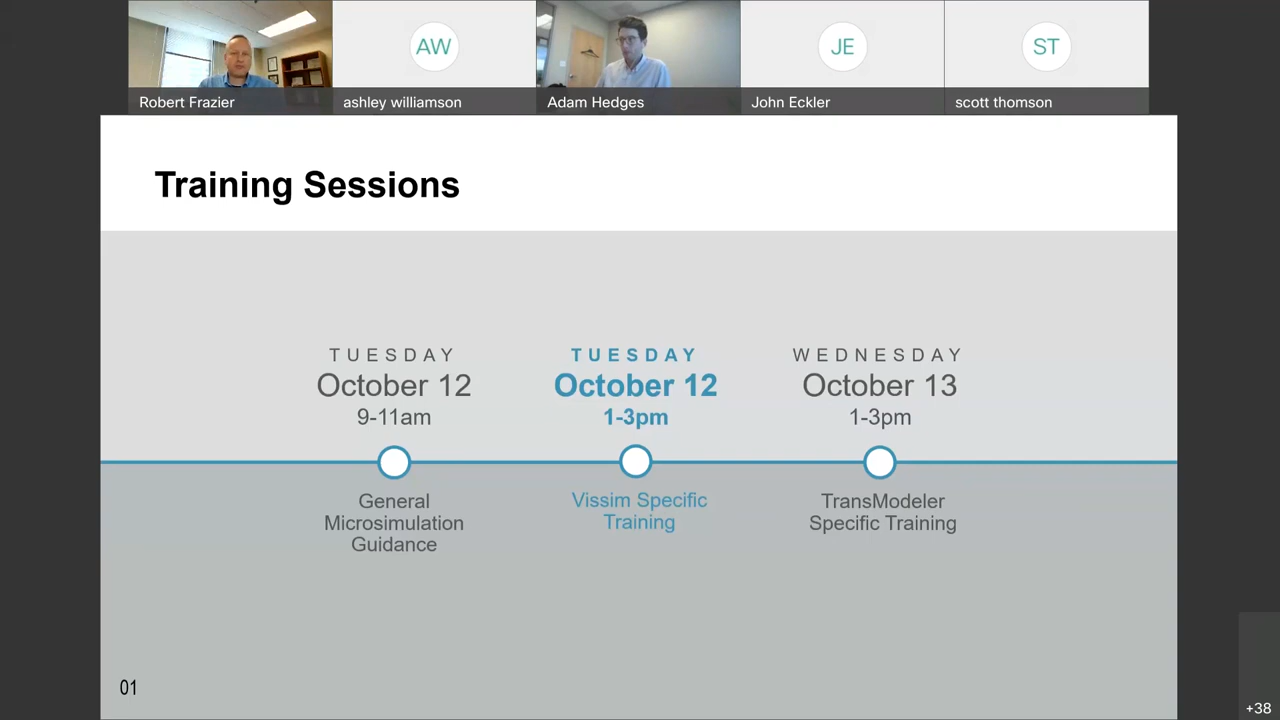 AW
JE
ST
Robert Frazier
ashley williamson
Adam Hedges
John Eckler
scott thomson
Training Sessions
TUESDAY
October 12
9-11am
General
Microsimulation
Guidance
TUESDAY
October 12
1-3pm
Vissim Specific
Training
WEDNESDAY
October 13
1-3pm
TransModeler
Specific Training
01
+38